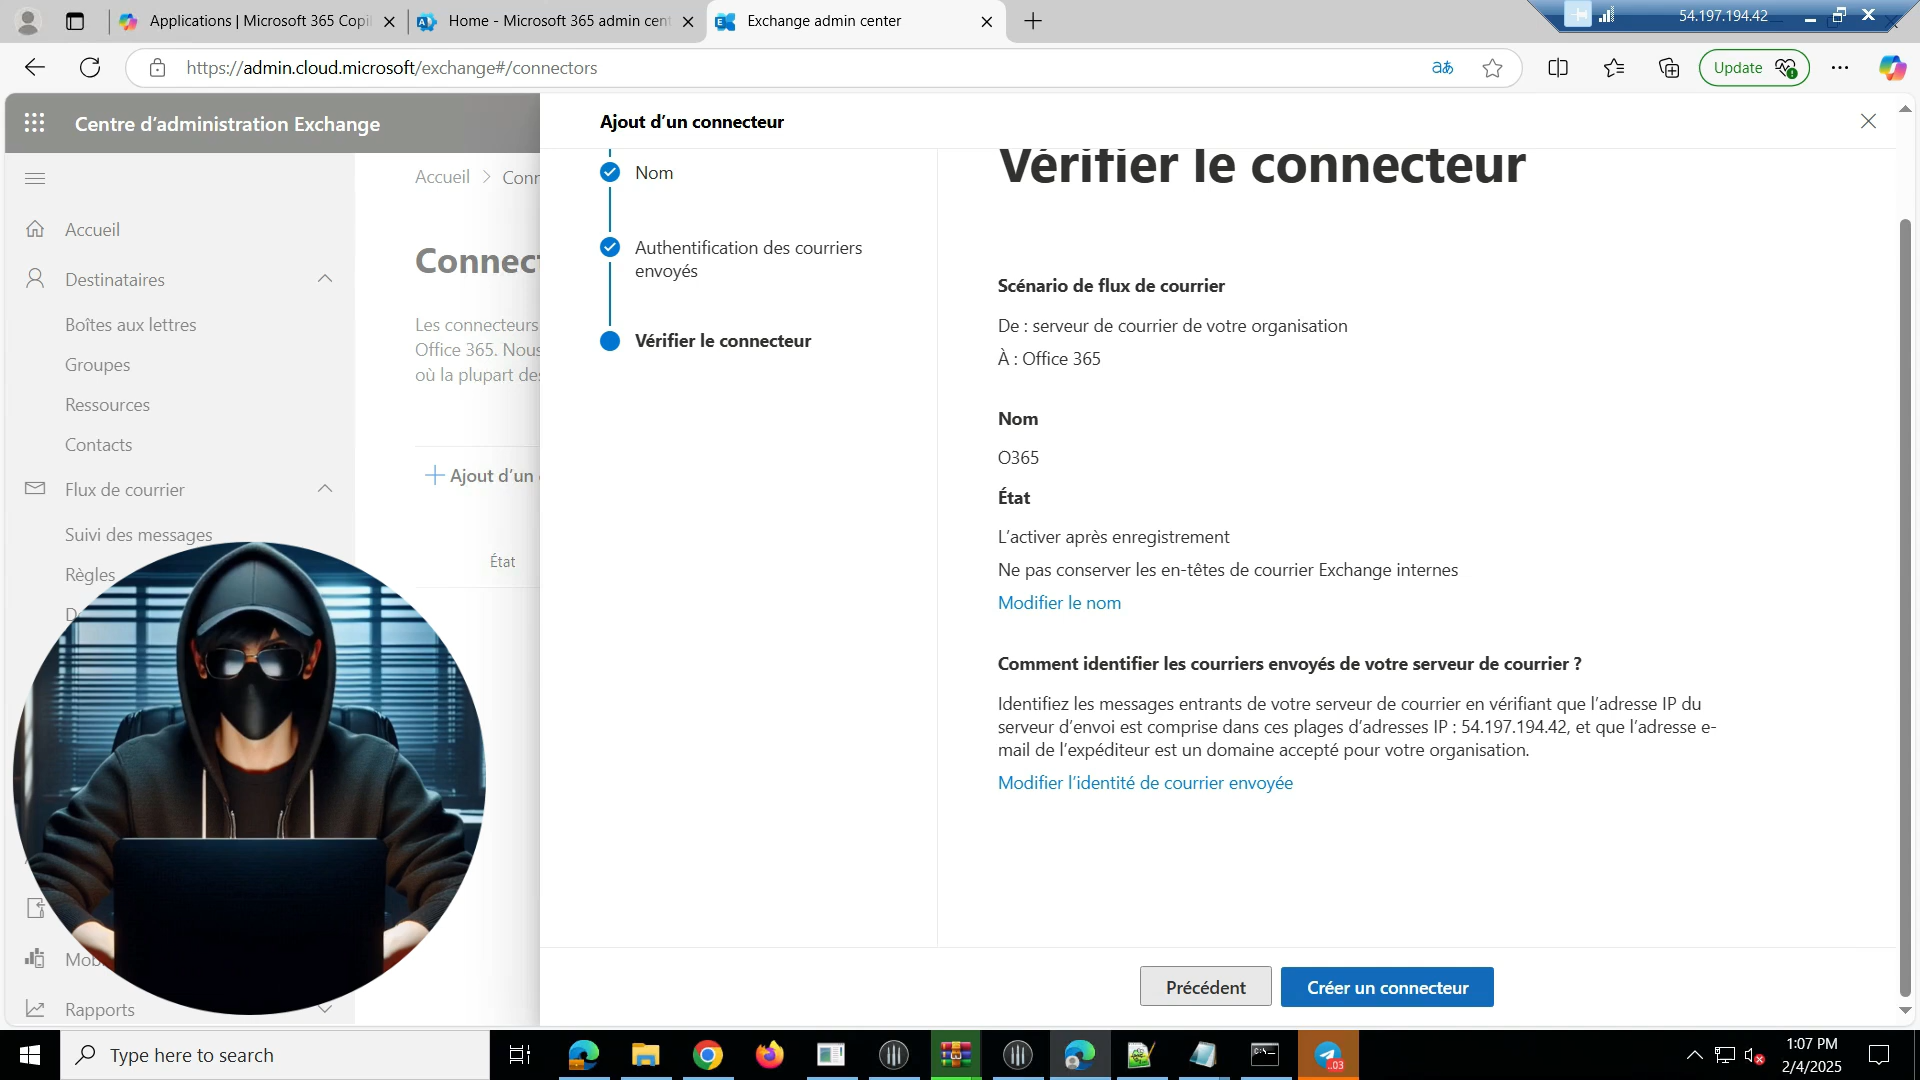 Applications | Microsoft 365 Copil
Home - Microsoft 365 admin cent
Exchange admin center
54.197.194.42
https://admin.cloud.microsoft/exchange#/connectors
Update
Centre d'administration Exchange
Accueil
Destinataires
Boîtes aux lettres
Groupes
Ressources
Contacts
Flux de courrier
Suivi des messages
Règles
Rapports
Accueil > Conn
Connect
Les connecteurs
Office 365. Nous
où la plupart des
Ajout d'un
État
Ajout d'un connecteur
Nom
Authentification des courriers
envoyés
Vérifier le connecteur
Vérifier le connecteur
Scénario de flux de courrier
De : serveur de courrier de votre organisation
À : Office 365
Nom
O365
État
L'activer après enregistrement
Ne pas conserver les en-têtes de courrier Exchange internes
Modifier le nom
Comment identifier les courriers envoyés de votre serveur de courrier ?
Identifiez les messages entrants de votre serveur de courrier en vérifiant que l'adresse IP du
serveur d'envoi est comprise dans ces plages d'adresses IP : 54.197.194.42, et que l'adresse e-
mail de l'expéditeur est un domaine accepté pour votre organisation.
Modifier l'identité de courrier envoyée
Précédent
Créer un connecteur
Type here to search
1:07 PM
2/4/2025